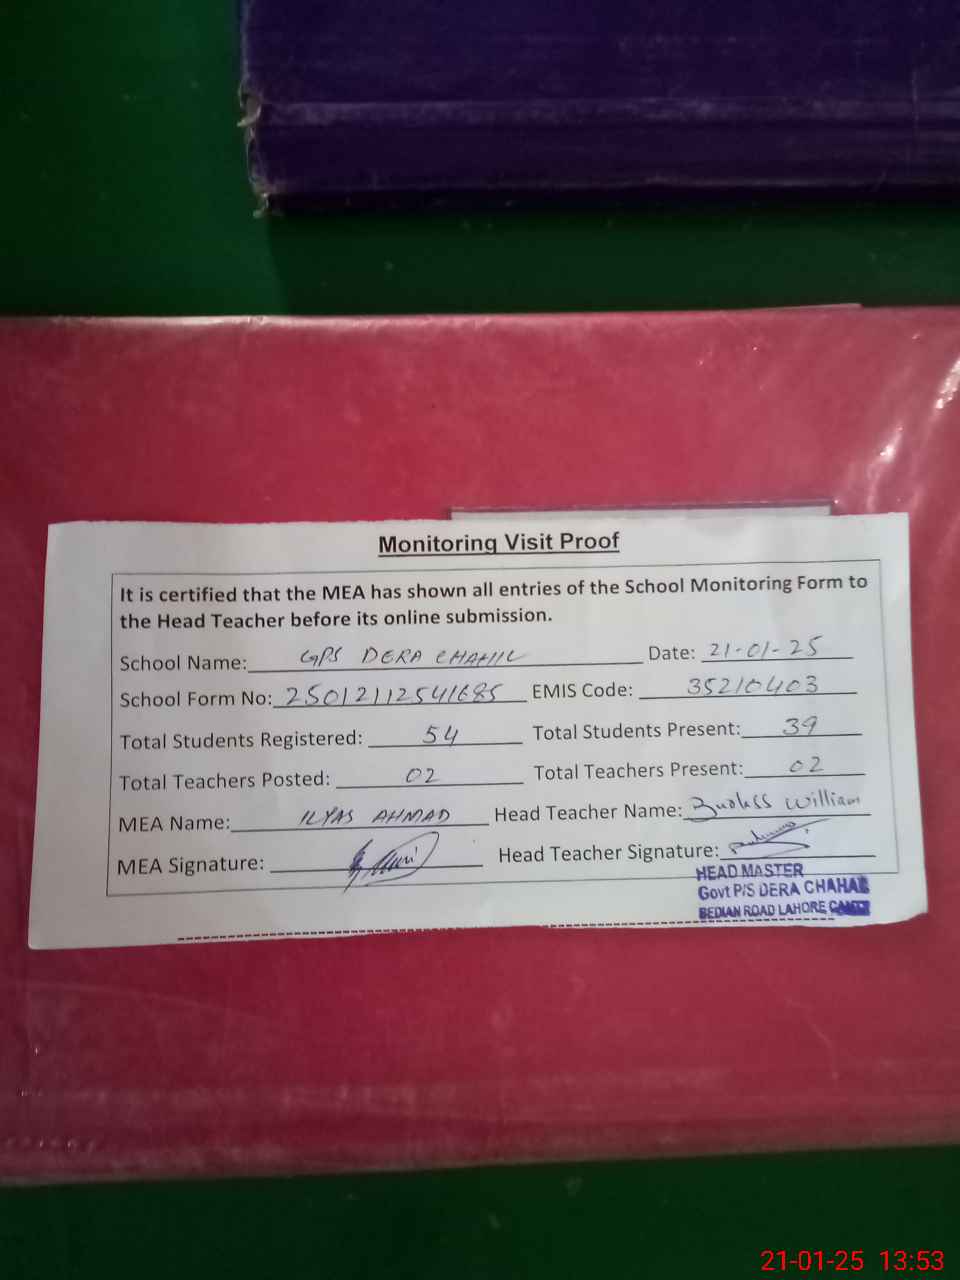 Monitoring Visit Proof
It is certified that the MEA has shown all entries of the School Monitoring Form to
the Head Teacher before its online submission.
School Name: GPS DERA CHAHIL Date: 21-01-25
School Form No: 25012112541685 EMIS Code: 35210403
Total Students Registered: 54 Total Students Present: 39
Total Teachers Posted: 02 Total Teachers Present: 02
MEA Name: ILYAS AHMAD Head Teacher Name: William
MEA Signature: Head Teacher Signature:
HEAD MASTER
Govt P/S DERA CHAHAL
BEDIAN ROAD LAHORE CANTT
21-01-25 13:53